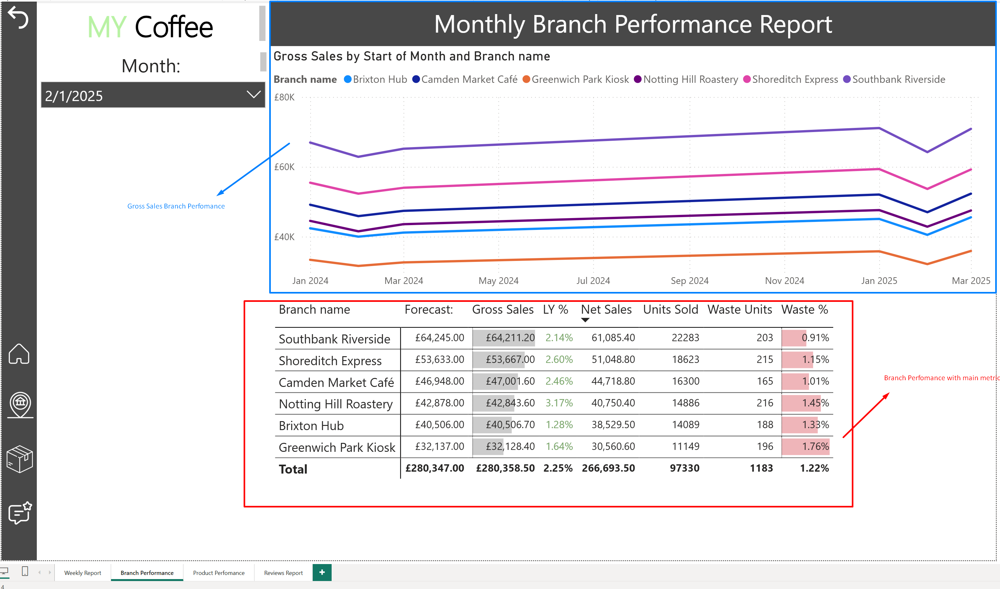 MY Coffee
Month:
2/1/2025
Monthly Branch Performance Report
Gross Sales by Start of Month and Branch name
Branch name Brixton Hub Camden Market Café Greenwich Park Kiosk Notting Hill Roastery Shoreditch Express Southbank Riverside
£80K
£60K
£40K
Jan 2024 Mar 2024 May 2024 Jul 2024 Sep 2024 Nov 2024 Jan 2025 Mar 2025
Gross Sales Branch Perfomance
Branch name Forecast: Gross Sales LY % Net Sales Units Sold Waste Units Waste %
Southbank Riverside £64,245.00 £64,211.20 2.14% 61,085.40 22283 203 0.91%
Shoreditch Express £53,633.00 £53,667.00 2.60% 51,048.80 18623 215 1.15%
Camden Market Café £46,948.00 £47,001.60 2.46% 44,718.80 16300 165 1.01%
Notting Hill Roastery £42,878.00 £42,843.60 3.17% 40,750.40 14886 216 1.45%
Brixton Hub £40,506.00 £40,506.70 1.28% 38,529.50 14089 188 1.33%
Greenwich Park Kiosk £32,137.00 £32,128.40 1.64% 30,560.60 11149 196 1.76%
Total £280,347.00 £280,358.50 2.25% 266,693.50 97330 1183 1.22%
Branch Perfomance with main metric
Weekly Report Branch Performance Product Perfomance Reviews Report +
4